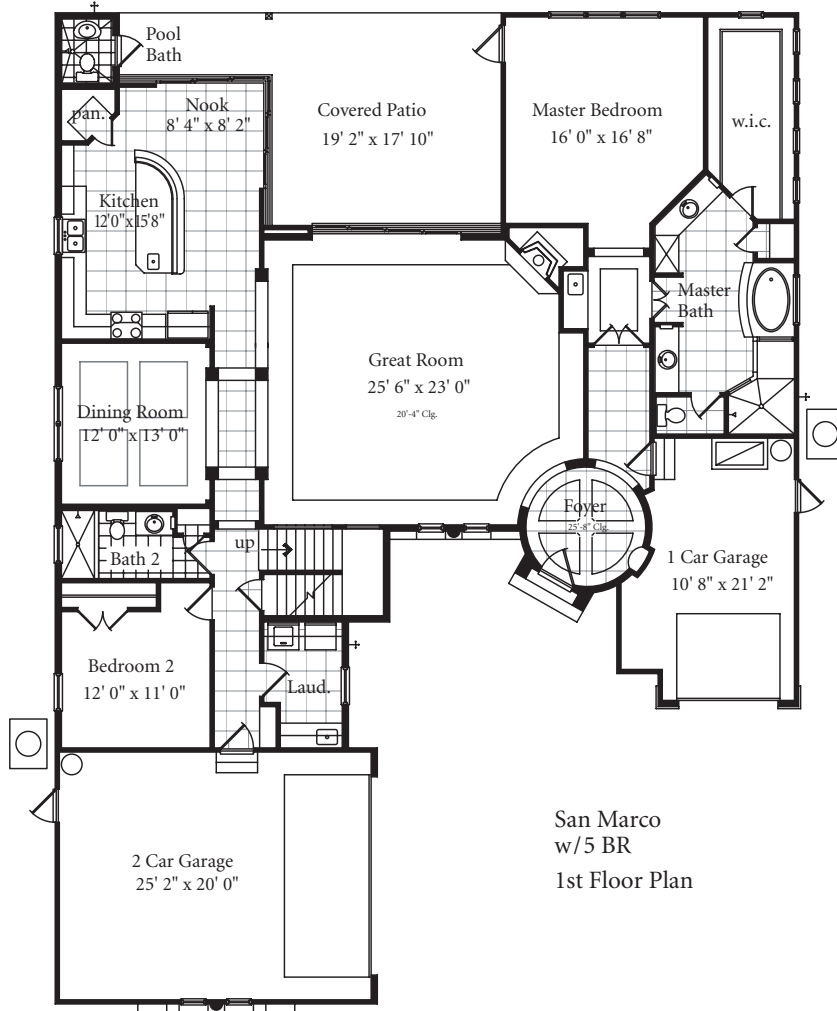 Pool
Bath
pan.
Nook
8' 4" x 8' 2"
Covered Patio
19' 2" x 17' 10"
Master Bedroom
16' 0" x 16' 8"
w.i.c.
Kitchen
12'0"x15'8"
Master
Bath
Great Room
25' 6" x 23' 0"
20'-4" Clg.
Dining Room
12' 0" x 13' 0"
Foyer
25'-8" Clg.
up
Bath 2
1 Car Garage
10' 8" x 21' 2"
Bedroom 2
12' 0" x 11' 0"
Laud.
2 Car Garage
25' 2" x 20' 0"
San Marco
w/5 BR
1st Floor Plan